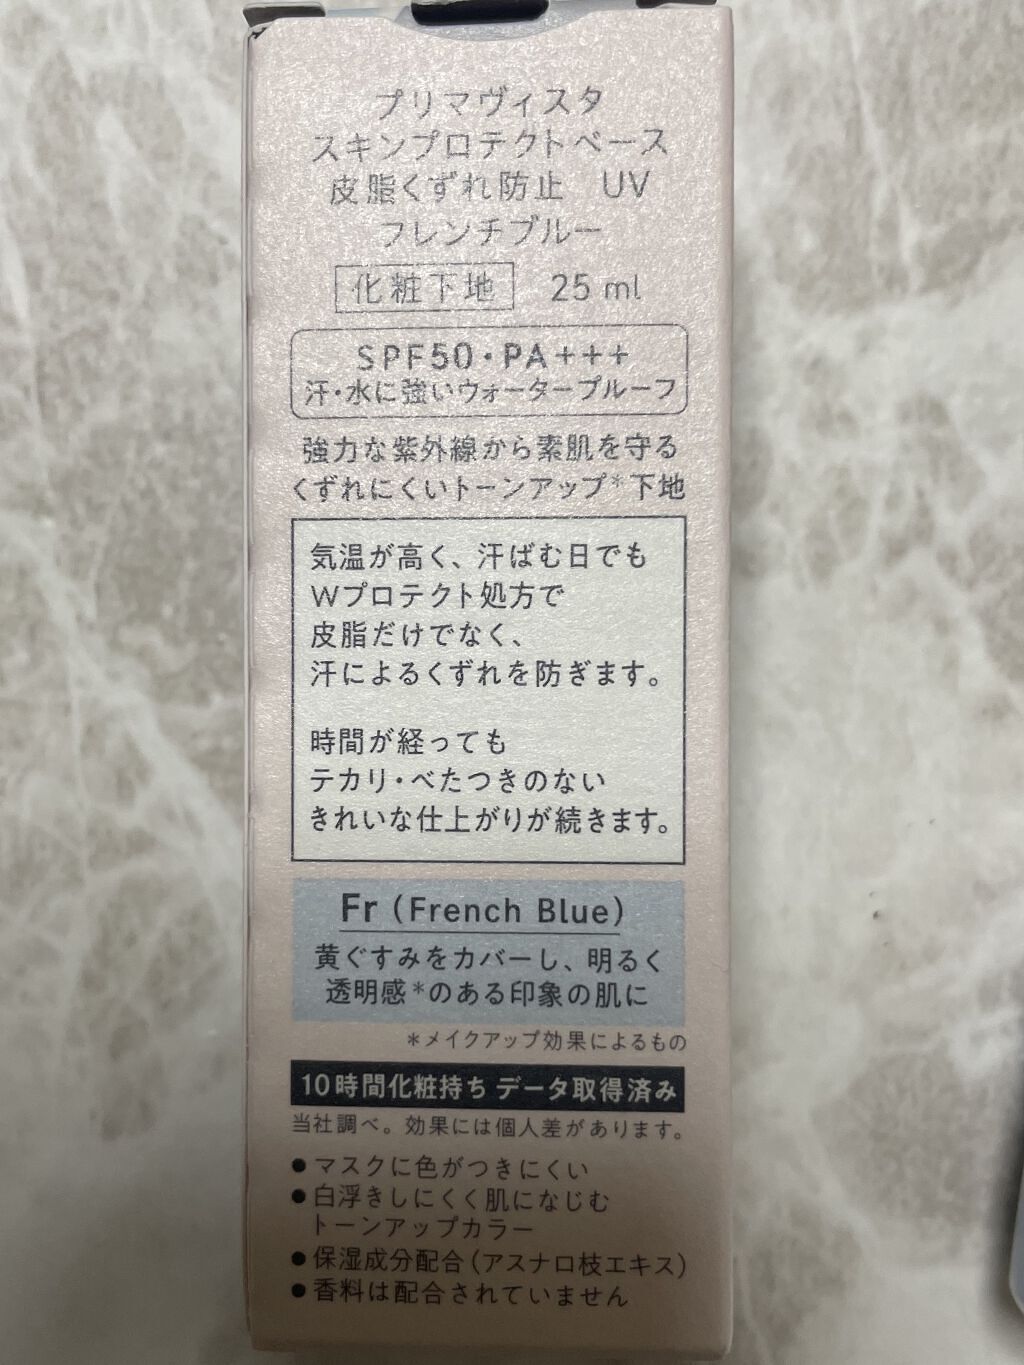 プリマヴィスタ
スキンプロテクトベース
皮脂くずれ防止 UV
フレンチブルー
化粧下地 25 ml
SPF50・PA+++
汗・水に強いウォータープルーフ
強力な紫外線から素肌を守る
くずれにくいトーンアップ*下地
気温が高く、汗ばむ日でも
Wプロテクト処方で
皮脂だけでなく、
汗によるくずれを防ぎます。
時間が経っても
テカリ・べたつきのない
きれいな仕上がりが続きます。
Fr (French Blue)
黄ぐすみをカバーし、明るく
透明感*のある印象の肌に
*メイクアップ効果によるもの
10時間化粧持ち データ取得済み
当社調べ。効果には個人差があります。
●マスクに色がつきにくい
●白浮きしにくく肌になじむ
トーンアップカラー
●保湿成分配合(アスナロ枝エキス)
●香料は配合されていません